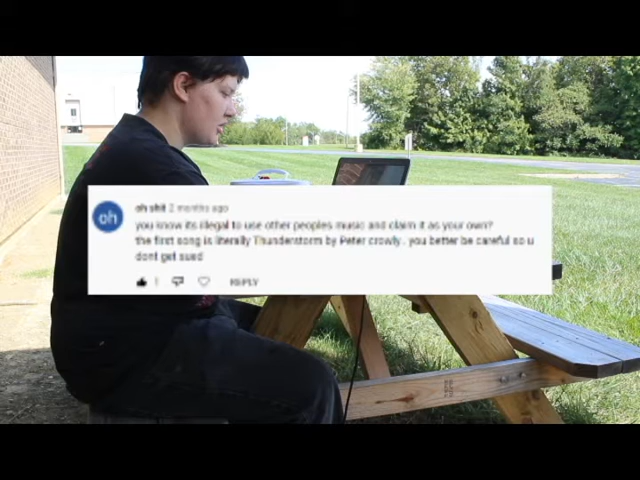 oh
oh shit 2 months ago
you know its illegal to use other peoples music and claim it as your own?
the first song is literally Thunderstorm by Peter crowly.. you better be careful so u
dont get sued
REPLY